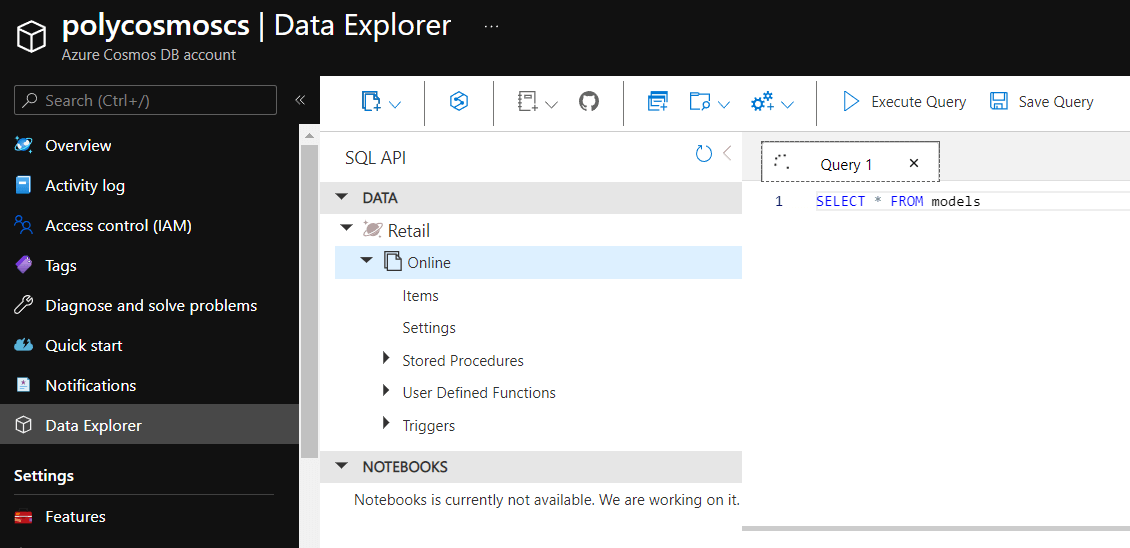 polycosmoscs | Data Explorer ...
Azure Cosmos DB account
Search (Ctrl+/) «
Overview
Activity log
Access control (IAM)
Tags
Diagnose and solve problems
Quick start
Notifications
Data Explorer
Settings
Features
Execute Query Save Query
SQL API
DATA
Retail
Online
Items
Settings
Stored Procedures
User Defined Functions
Triggers
NOTEBOOKS
Notebooks is currently not available. We are working on it.
Query 1 ×
1 SELECT * FROM models